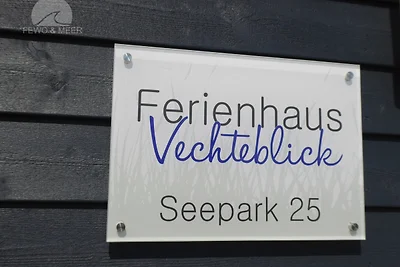 FEWO & MEER
Ferienhaus
Vechteblick
Seepark 25